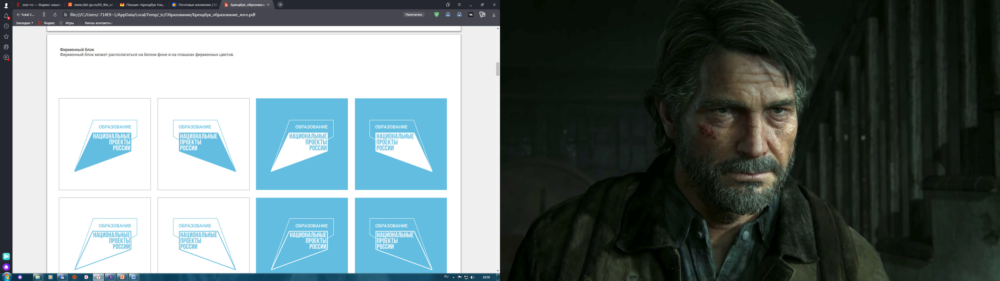 злат-го — Яндекс: нашло
www.zlat-go.ru/05_the_ad
Письмо «Брендбук Нац.
Почтовые вложения / Об
Брендбук_образовани
Total C...
file:///C:/Users/-714E9~1/AppData/Local/Temp/_tc/Образование/Брендбук_образование_лого.pdf
Напечатать
Закладки
Яндекс
Игры
Линзы контактны
Фирменный блок
Фирменный блок может располагаться на белом фоне и на плашках фирменных цветов.
ОБРАЗОВАНИЕ
НАЦИОНАЛЬНЫЕ
ПРОЕКТЫ
РОССИИ
ОБРАЗОВАНИЕ
НАЦИОНАЛЬНЫЕ
ПРОЕКТЫ
РОССИИ
ОБРАЗОВАНИЕ
НАЦИОНАЛЬНЫЕ
ПРОЕКТЫ
РОССИИ
ОБРАЗОВАНИЕ
НАЦИОНАЛЬНЫЕ
ПРОЕКТЫ
РОССИИ
ОБРАЗОВАНИЕ
НАЦИОНАЛЬНЫЕ
ПРОЕКТЫ
РОССИИ
ОБРАЗОВАНИЕ
НАЦИОНАЛЬНЫЕ
ПРОЕКТЫ
РОССИИ
ОБРАЗОВАНИЕ
НАЦИОНАЛЬНЫЕ
ПРОЕКТЫ
РОССИИ
ОБРАЗОВАНИЕ
НАЦИОНАЛЬНЫЕ
ПРОЕКТЫ
РОССИИ
RU
19:59